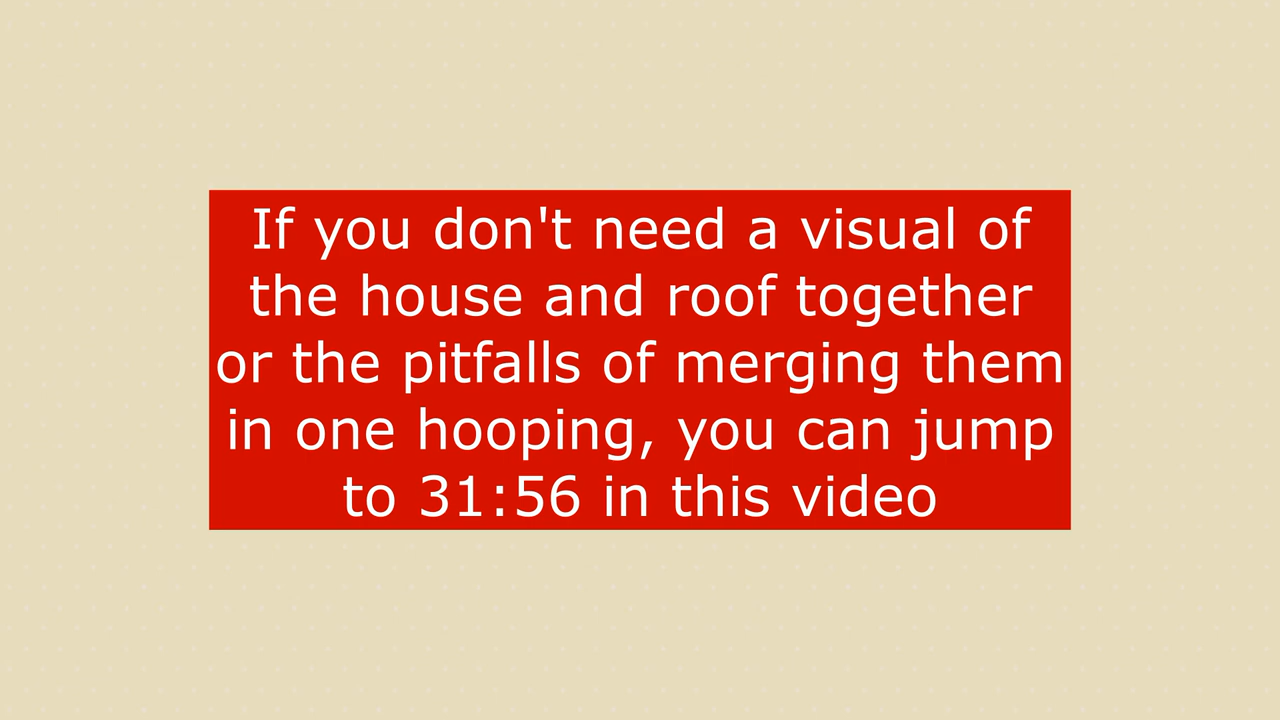 If you don't need a visual of
the house and roof together
or the pitfalls of merging them
in one hooping, you can jump
to 31:56 in this video